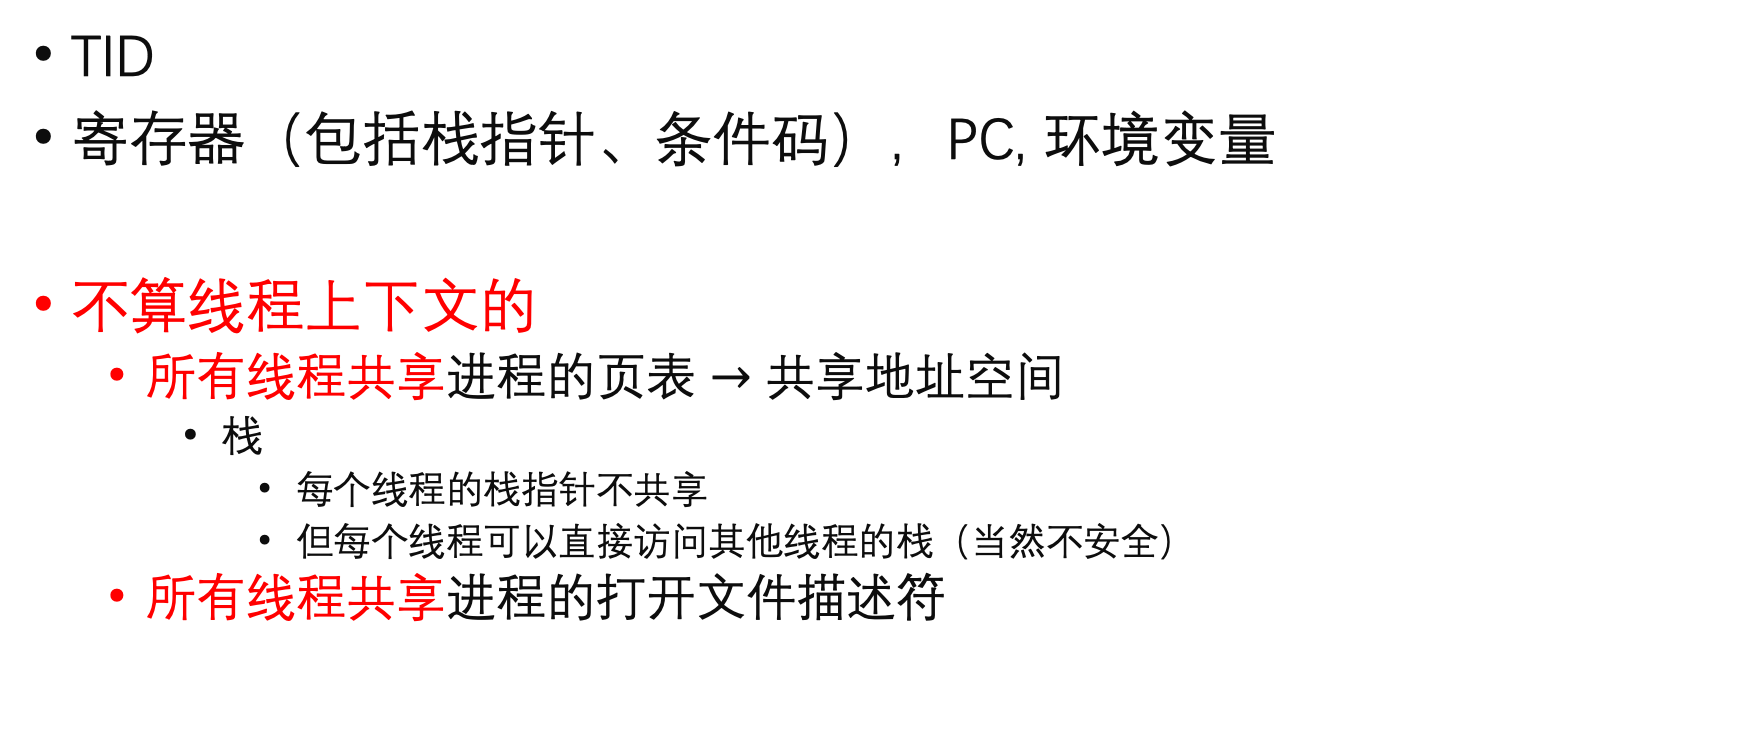 • TID
• 寄存器（包括栈指针、条件码）, PC, 环境变量
• 不算线程上下文的
• 所有线程共享进程的页表 → 共享地址空间
• 栈
• 每个线程的栈指针不共享
• 但每个线程可以直接访问其他线程的栈（当然不安全）
• 所有线程共享进程的打开文件描述符